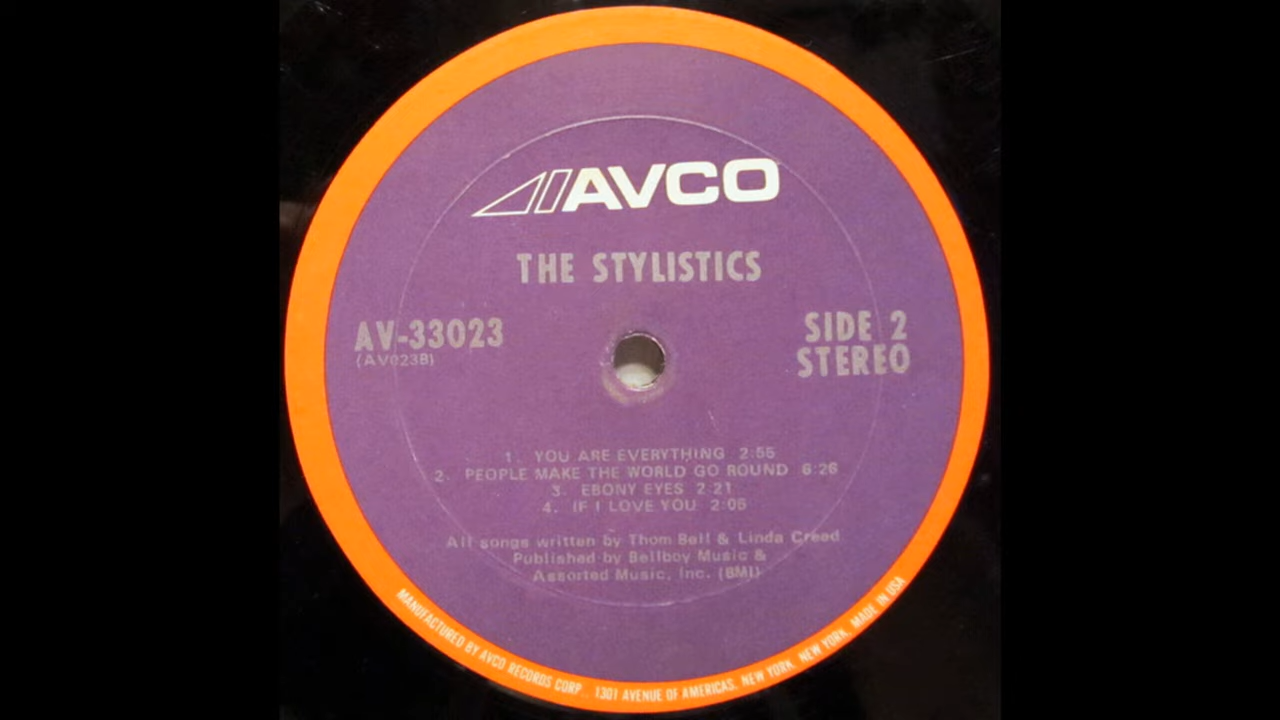 AVCO
THE STYLISTICS
AV-33023
(AV023B)
SIDE 2
STEREO
1. YOU ARE EVERYTHING 2:55
2. PEOPLE MAKE THE WORLD GO ROUND 6:26
3. EBONY EYES 2:21
4. IF I LOVE YOU 2:06
All songs written by Thom Bell & Linda Creed
Published by Bellboy Music &
Assorted Music, Inc. (BMI)
MANUFACTURED BY AVCO RECORDS CORP., 1301 AVENUE OF AMERICAS, NEW YORK, NEW YORK, MADE IN USA